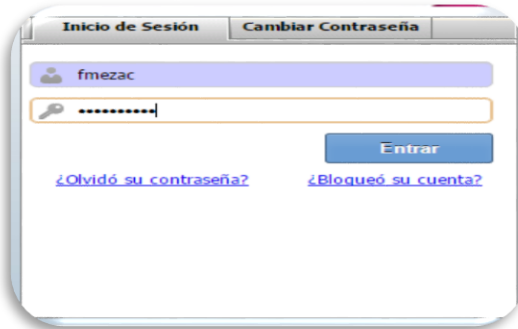 Inicio de Sesión Cambiar Contraseña
fmezac
••••••••••
Entrar
¿Olvidó su contraseña? ¿Bloqueó su cuenta?